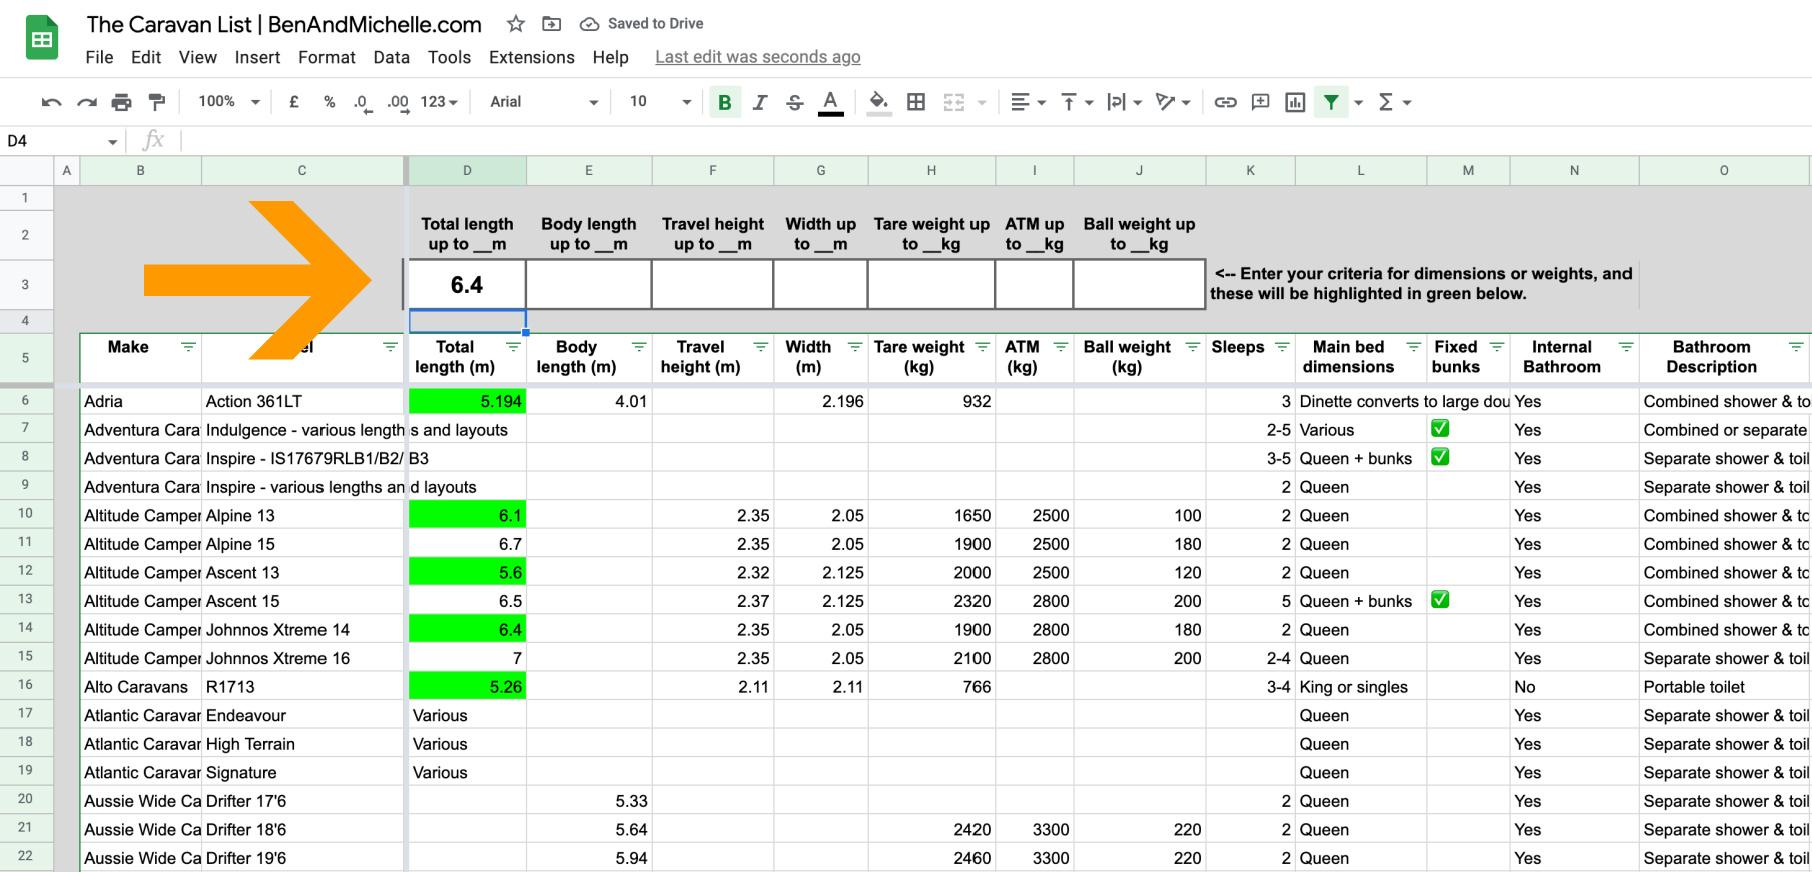 The Caravan List | BenAndMichelle.com Saved to Drive
File Edit View Insert Format Data Tools Extensions Help Last edit was seconds ago
100% £ % .0 .00 123 Arial 10 B I S A Σ
D4 fx
A B C D E F G H I J K L M N O
1
2 Total length up to __m Body length up to __m Travel height up to __m Width up to __m Tare weight up to __kg ATM up to __kg Ball weight up to __kg
3 6.4 <-- Enter your criteria for dimensions or weights, and these will be highlighted in green below.
4
5 Make el Total length (m) Body length (m) Travel height (m) Width (m) Tare weight (kg) ATM (kg) Ball weight (kg) Sleeps Main bed dimensions Fixed bunks Internal Bathroom Bathroom Description
6 Adria Action 361LT 5.194 4.01 2.196 932 3 Dinette converts to large dou Yes Combined shower & to
7 Adventura Cara Indulgence - various lengths and layouts 2-5 Various ✅ Yes Combined or separate
8 Adventura Cara Inspire - IS17679RLB1/B2/B3 3-5 Queen + bunks ✅ Yes Separate shower & toil
9 Adventura Cara Inspire - various lengths and layouts 2 Queen Yes Separate shower & toil
10 Altitude Camper Alpine 13 6.1 2.35 2.05 1650 2500 100 2 Queen Yes Combined shower & to
11 Altitude Camper Alpine 15 6.7 2.35 2.05 1900 2500 180 2 Queen Yes Combined shower & to
12 Altitude Camper Ascent 13 5.6 2.32 2.125 2000 2500 120 2 Queen Yes Combined shower & to
13 Altitude Camper Ascent 15 6.5 2.37 2.125 2320 2800 200 5 Queen + bunks ✅ Yes Combined shower & to
14 Altitude Camper Johnnos Xtreme 14 6.4 2.35 2.05 1900 2800 180 2 Queen Yes Combined shower & to
15 Altitude Camper Johnnos Xtreme 16 7 2.35 2.05 2100 2800 200 2-4 Queen Yes Separate shower & toil
16 Alto Caravans R1713 5.26 2.11 2.11 766 3-4 King or singles No Portable toilet
17 Atlantic Caravar Endeavour Various Queen Yes Separate shower & toil
18 Atlantic Caravar High Terrain Various Queen Yes Separate shower & toil
19 Atlantic Caravar Signature Various Queen Yes Separate shower & toil
20 Aussie Wide Ca Drifter 17'6 5.33 2 Queen Yes Separate shower & toil
21 Aussie Wide Ca Drifter 18'6 5.64 2420 3300 220 2 Queen Yes Separate shower & toil
22 Aussie Wide Ca Drifter 19'6 5.94 2460 3300 220 2 Queen Yes Separate shower & toil